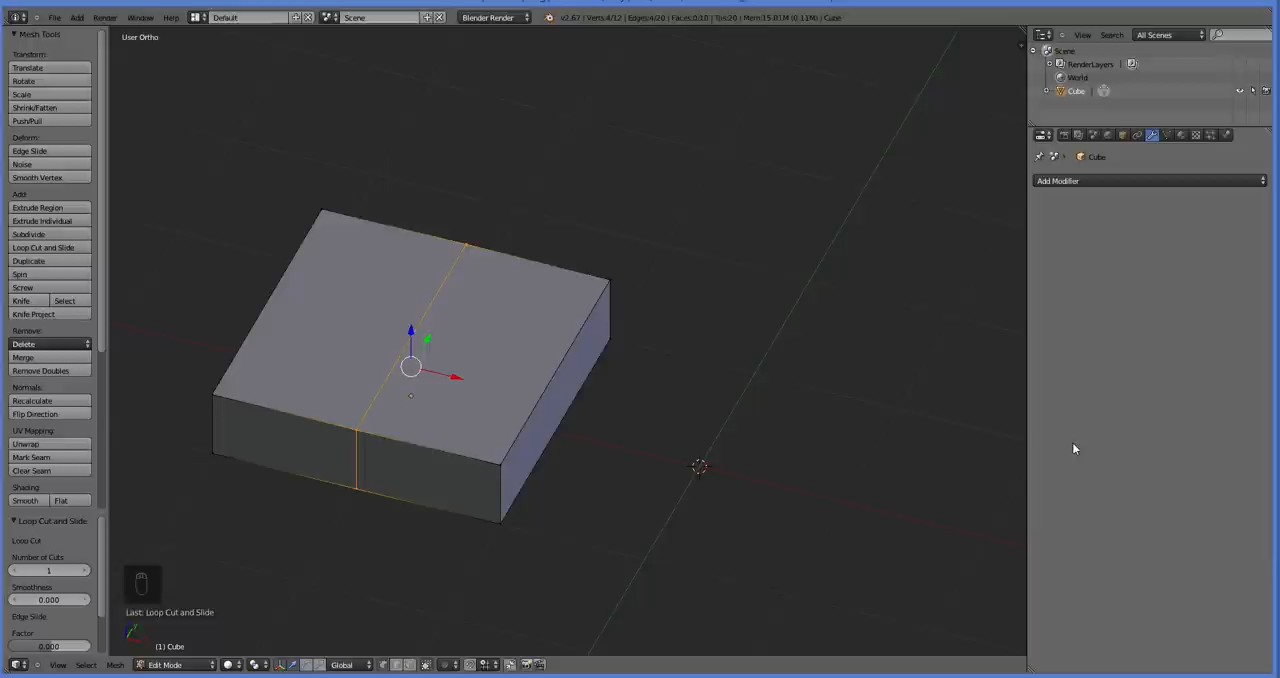 File Add Render Window Help Default Scene Blender Render v2.67 | Verts:4/12 | Edges:4/20 | Faces:0/10 | Tris:20 | Mem:15.01M (0.11M) | Cube
Mesh Tools
User Ortho
View Search All Scenes
Scene
RenderLayers |
World
Cube |
Cube
Add Modifier
Transform:
Translate
Rotate
Scale
Shrink/Fatten
Push/Pull
Deform:
Edge Slide
Noise
Smooth Vertex
Add:
Extrude Region
Extrude Individual
Subdivide
Loop Cut and Slide
Duplicate
Spin
Screw
Knife Select
Knife Project
Remove:
Delete
Merge
Remove Doubles
Normals:
Recalculate
Flip Direction
UV Mapping:
Unwrap
Mark Seam
Clear Seam
Shading:
Smooth Flat
Loop Cut and Slide
Loop Cut
Number of Cuts
1
Smoothness
0.000
Edge Slide
Factor
0.000
Last: Loop Cut and Slide
(1) Cube
View Select Mesh Edit Mode Global